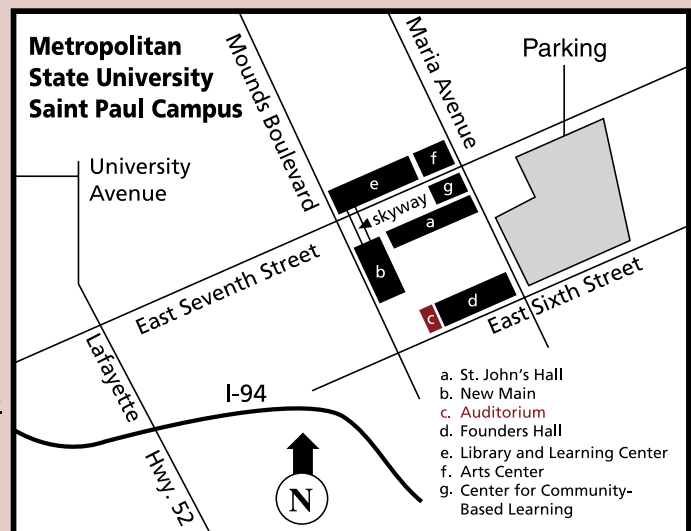 Metropolitan
State University
Saint Paul Campus
Mounds Boulevard
Maria Avenue
Parking
University
Avenue
e
f
g
skyway
a
b
East Seventh Street
c
d
East Sixth Street
Lafayette
Hwy. 52
I-94
N
a. St. John's Hall
b. New Main
c. Auditorium
d. Founders Hall
e. Library and Learning Center
f. Arts Center
g. Center for Community-
Based Learning